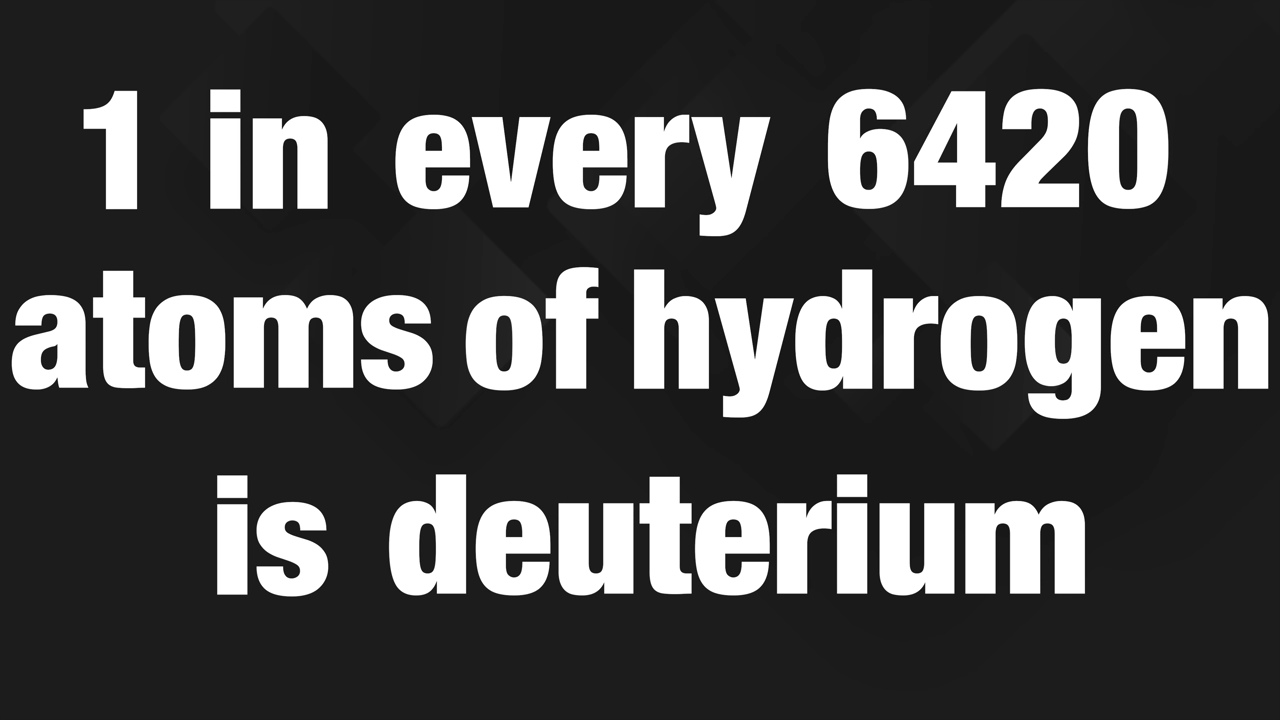 1 in every 6420
atoms of hydrogen
is deuterium